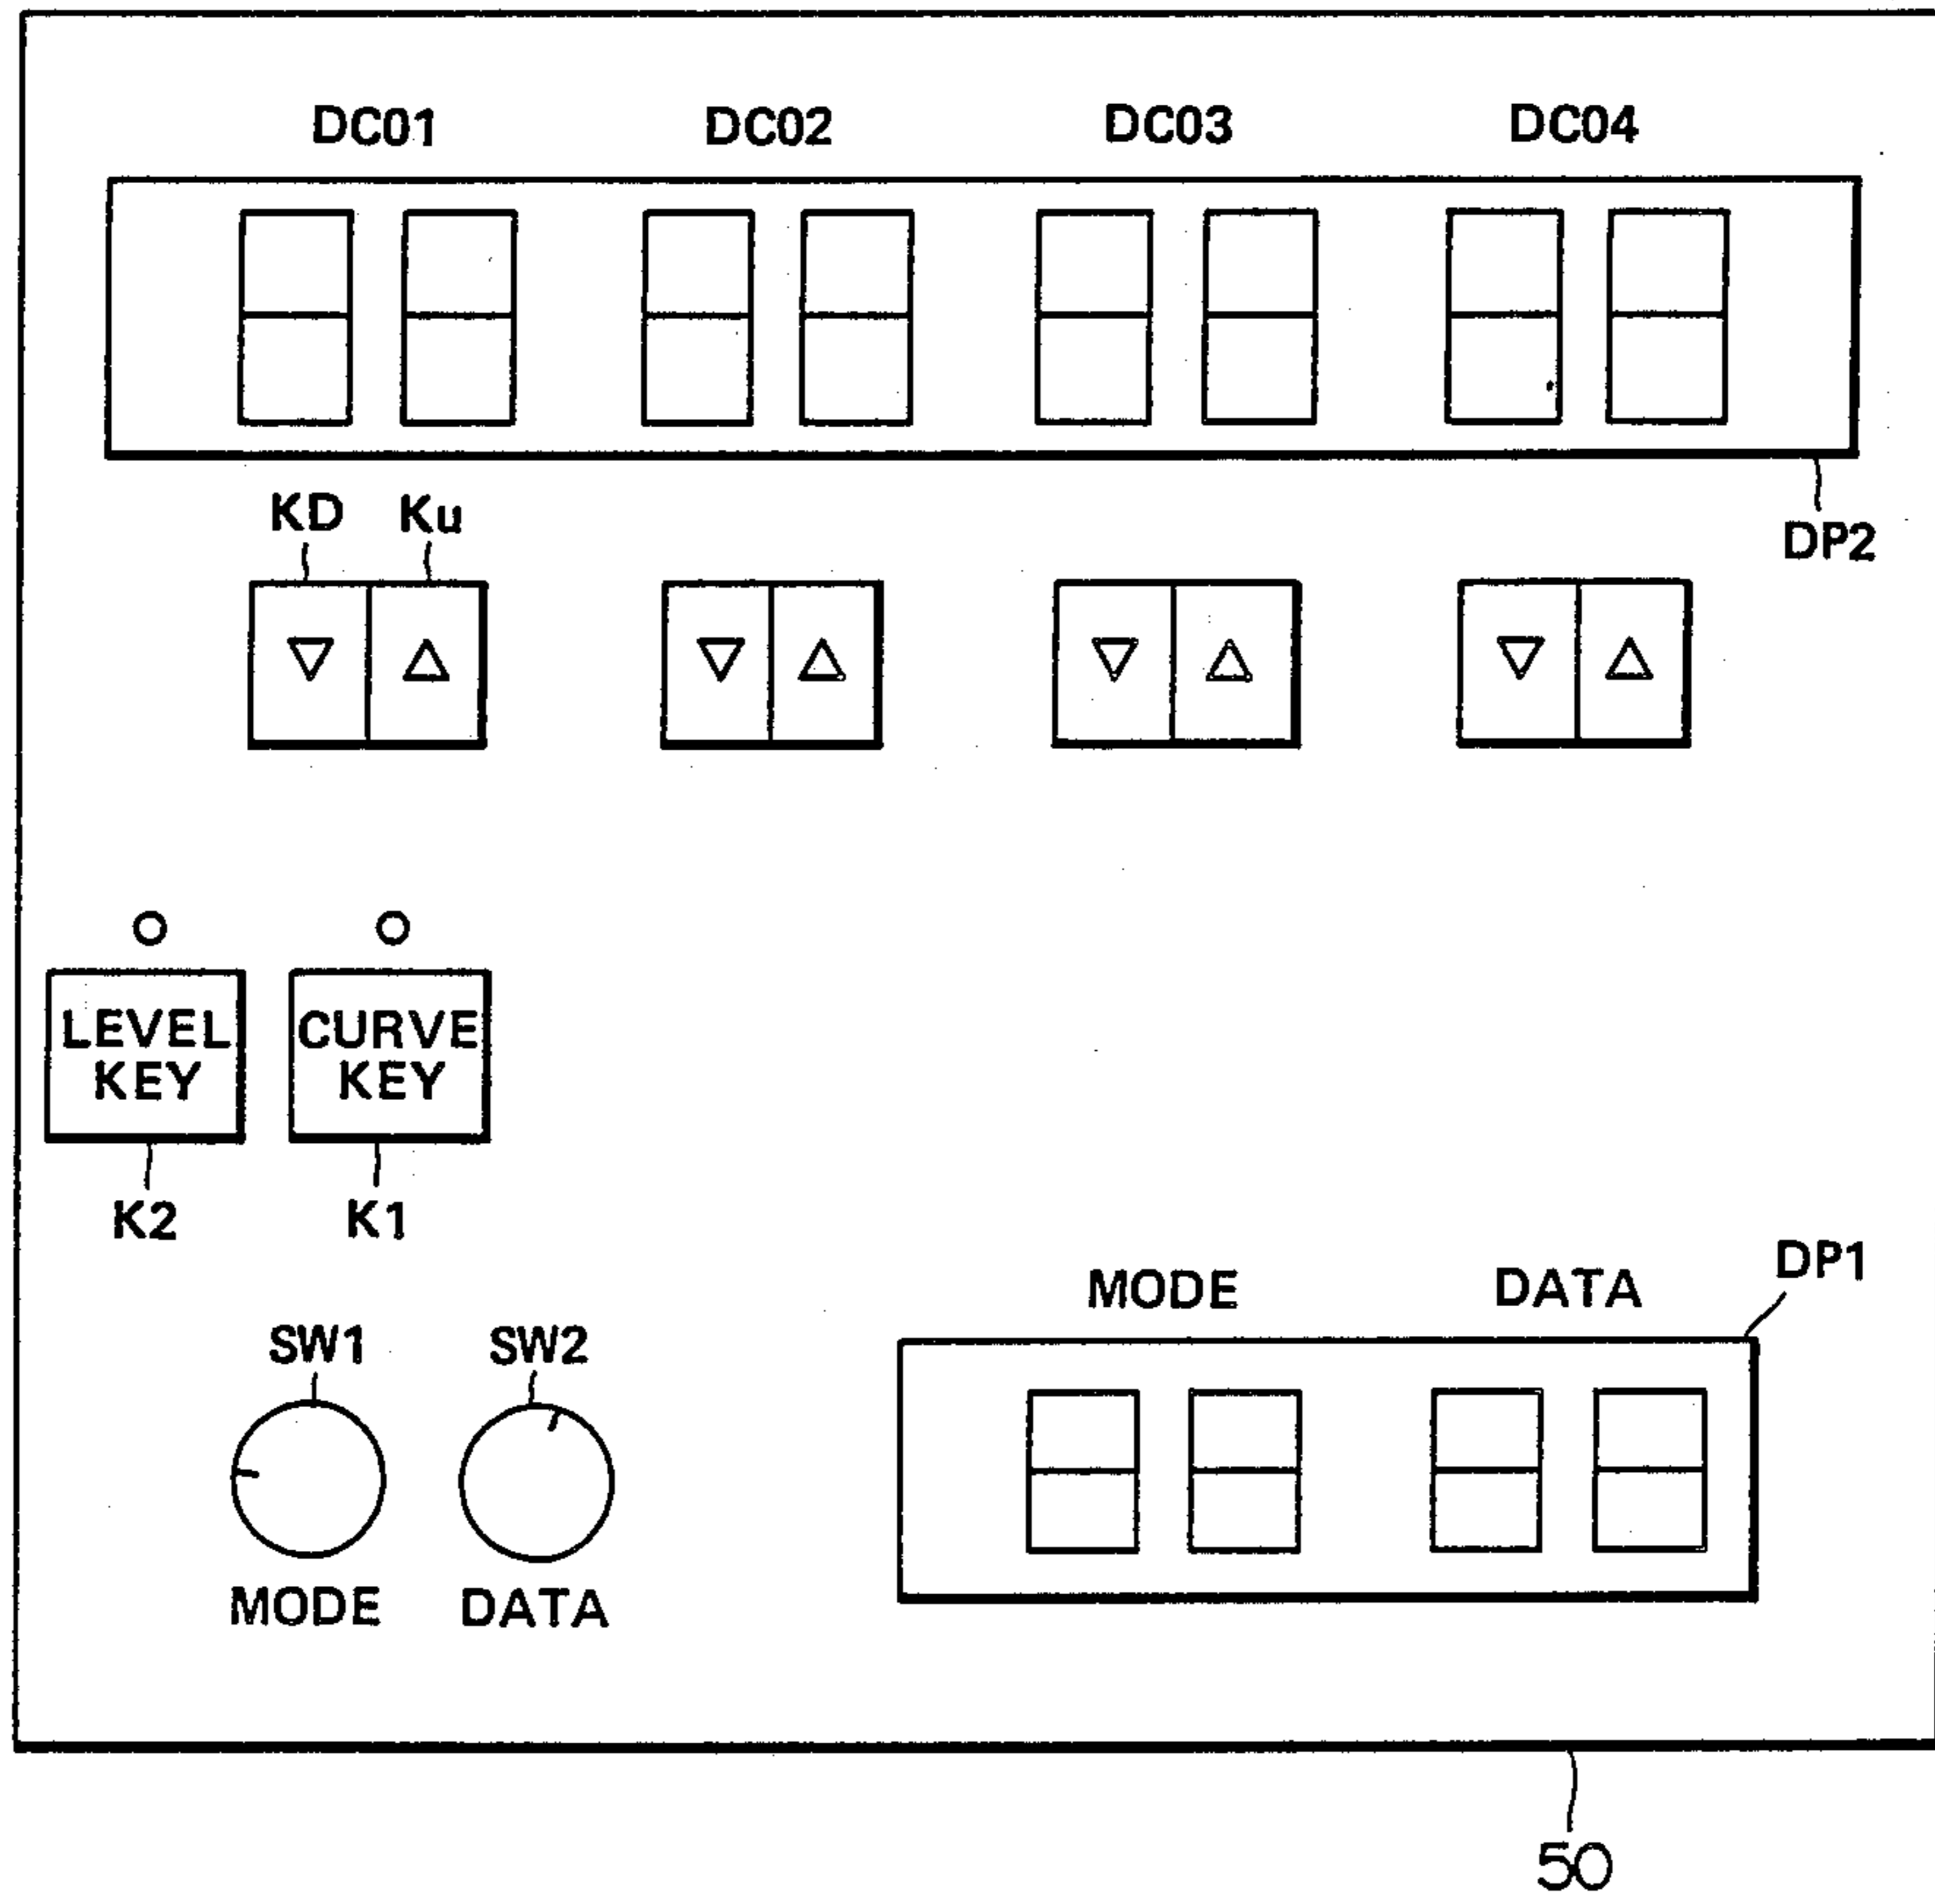 DC01 DC02 DC03 DC04
KD Ku
DP2
LEVEL KEY
CURVE KEY
K2 K1
MODE DATA DP1
SW1 SW2
MODE DATA
50